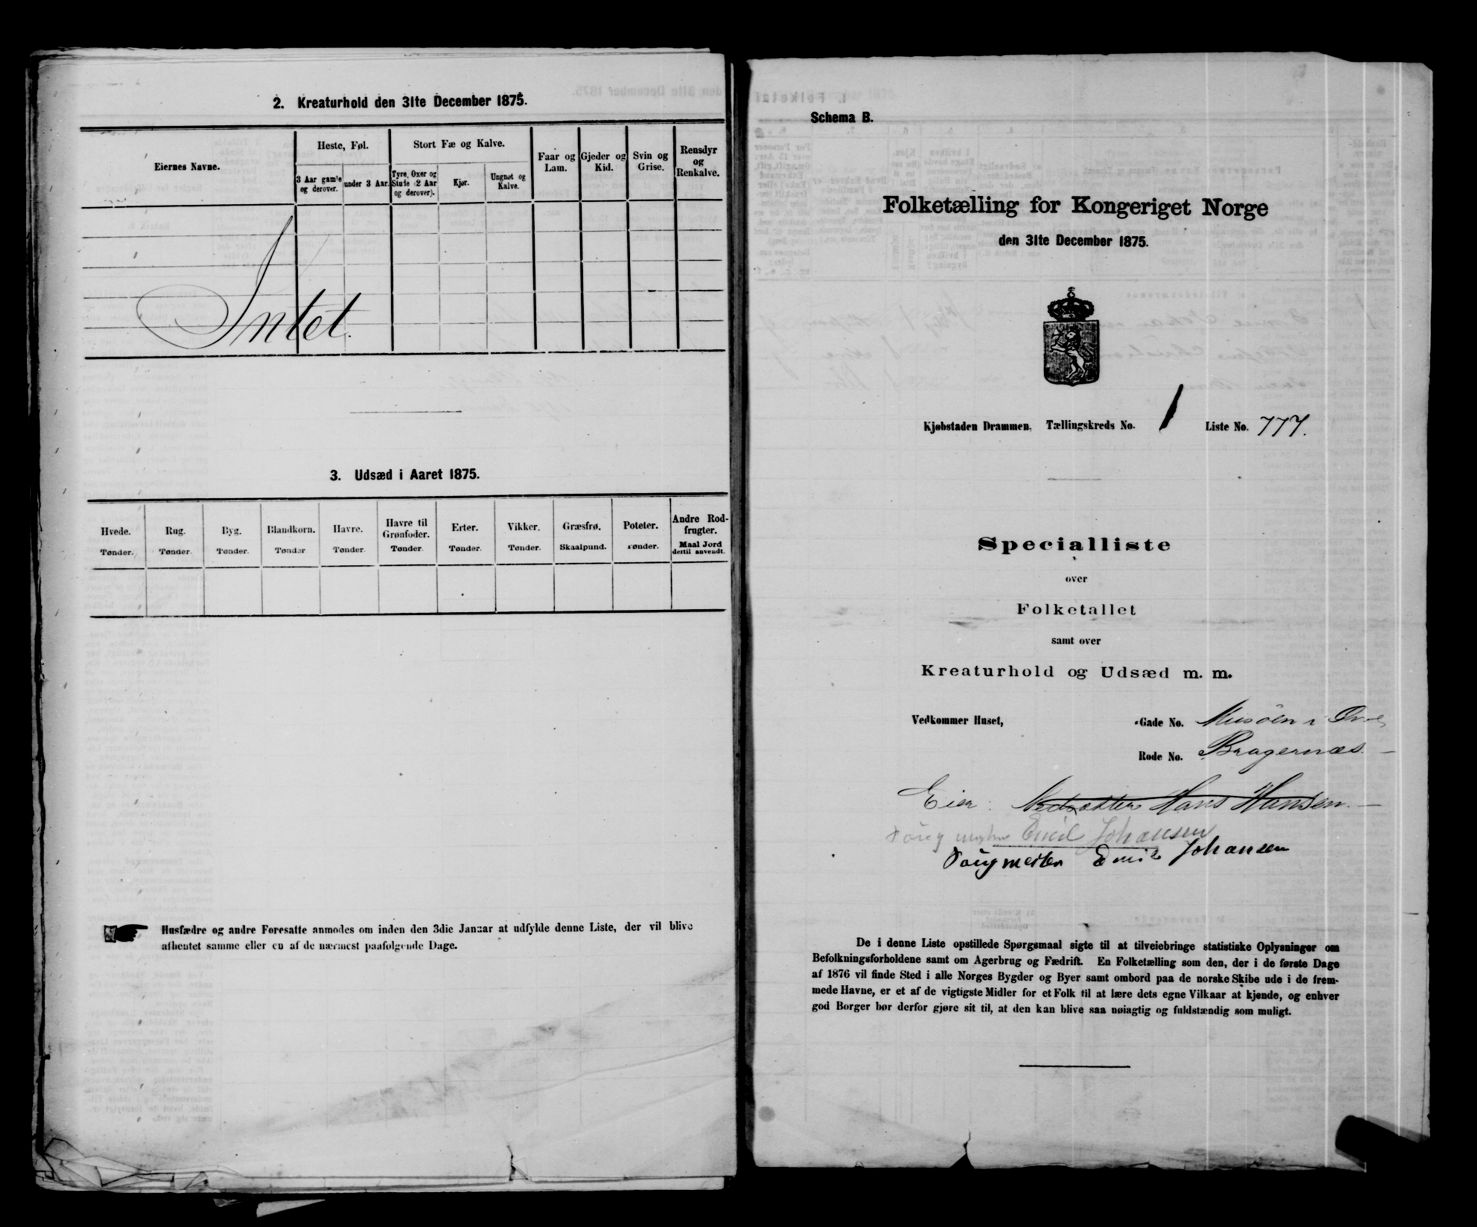 2. Kreaturhold den 31te December 1875.
Eiernes Navne.
Heste, Føl.
Stort Fæ og Kalve.
Faar og Lam.
Gjeder og Kid.
Svin og Grise.
Rensdyr og Renkalve.
3 Aar gamle og derover.
under 3 Aar.
Tyre, Oxer og Stude (2 Aar og derover).
Kjør.
Ungnøt og Kalve.
Intet.
3. Udsæd i Aaret 1875.
Hvede. Rug. Byg. Blandkorn. Havre. Havre til Grønfoder. Erter. Vikker. Græsfrø. Poteter. Andre Rodfrugter.
Tønder. Tønder. Tønder. Tønder. Tønder. Tønder. Tønder. Tønder. Skaalpund. Tønder. Maal Jord dertil anvendt.
Husfædre og andre Foresatte anmodes om inden den 3die Januar at udfylde denne Liste, der vil blive
afhentet samme eller en af de nærmest paafølgende Dage.
Schema B.
Folketælling for Kongeriget Norge
den 31te December 1875.
Kjøbstaden Drammen. Tællingskreds No. 1 Liste No. 777.
Specialliste
over
Folketallet
samt over
Kreaturhold og Udsæd m. m.
Vedkommer Huset, Gade No. Musøen i
Rode No. Bragernæs
Eier: Hans Hansen.
Emil Johansen
Farvemester Emil Johansen
De i denne Liste opstillede Spørgsmaal sigte til at tilveiebringe statistiske Oplysninger om
Befolkningsforholdene samt om Agerbrug og Fædrift. En Folketælling som den, der i de første Dage
af 1876 vil finde Sted i alle Norges Bygder og Byer samt ombord paa de norske Skibe ude i de frem-
mede Havne, er et af de vigtigste Midler for et Folk til at lære dets egne Vilkaar at kjende, og enhver
god Borger bør derfor gjøre sit til, at den kan blive saa nøiagtig og fuldstændig som muligt.